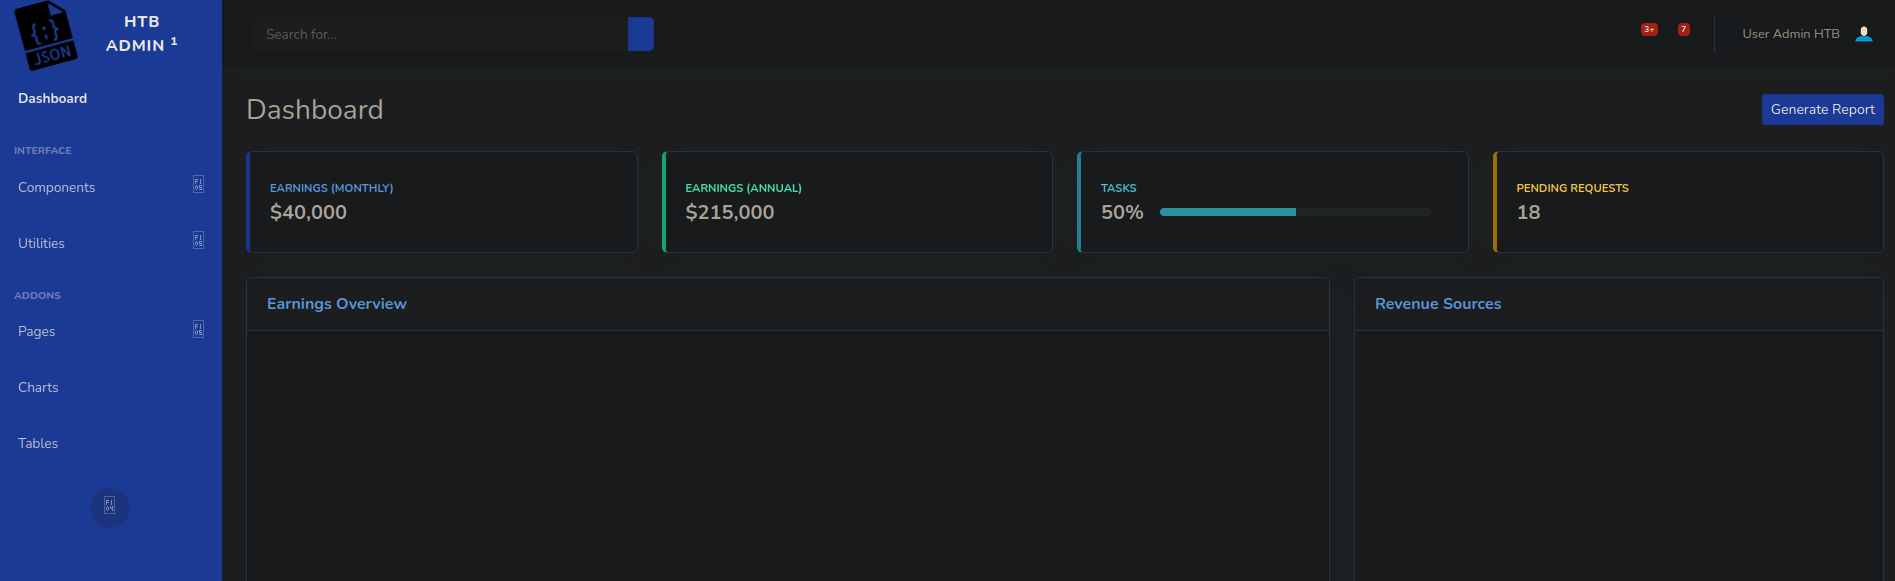 {;}
JSON
HTB
ADMIN 1
Dashboard
INTERFACE
Components
Utilities
ADDONS
Pages
Charts
Tables
Search for...
3+
7
User Admin HTB
Dashboard
Generate Report
EARNINGS (MONTHLY)
$40,000
EARNINGS (ANNUAL)
$215,000
TASKS
50%
PENDING REQUESTS
18
Earnings Overview
Revenue Sources